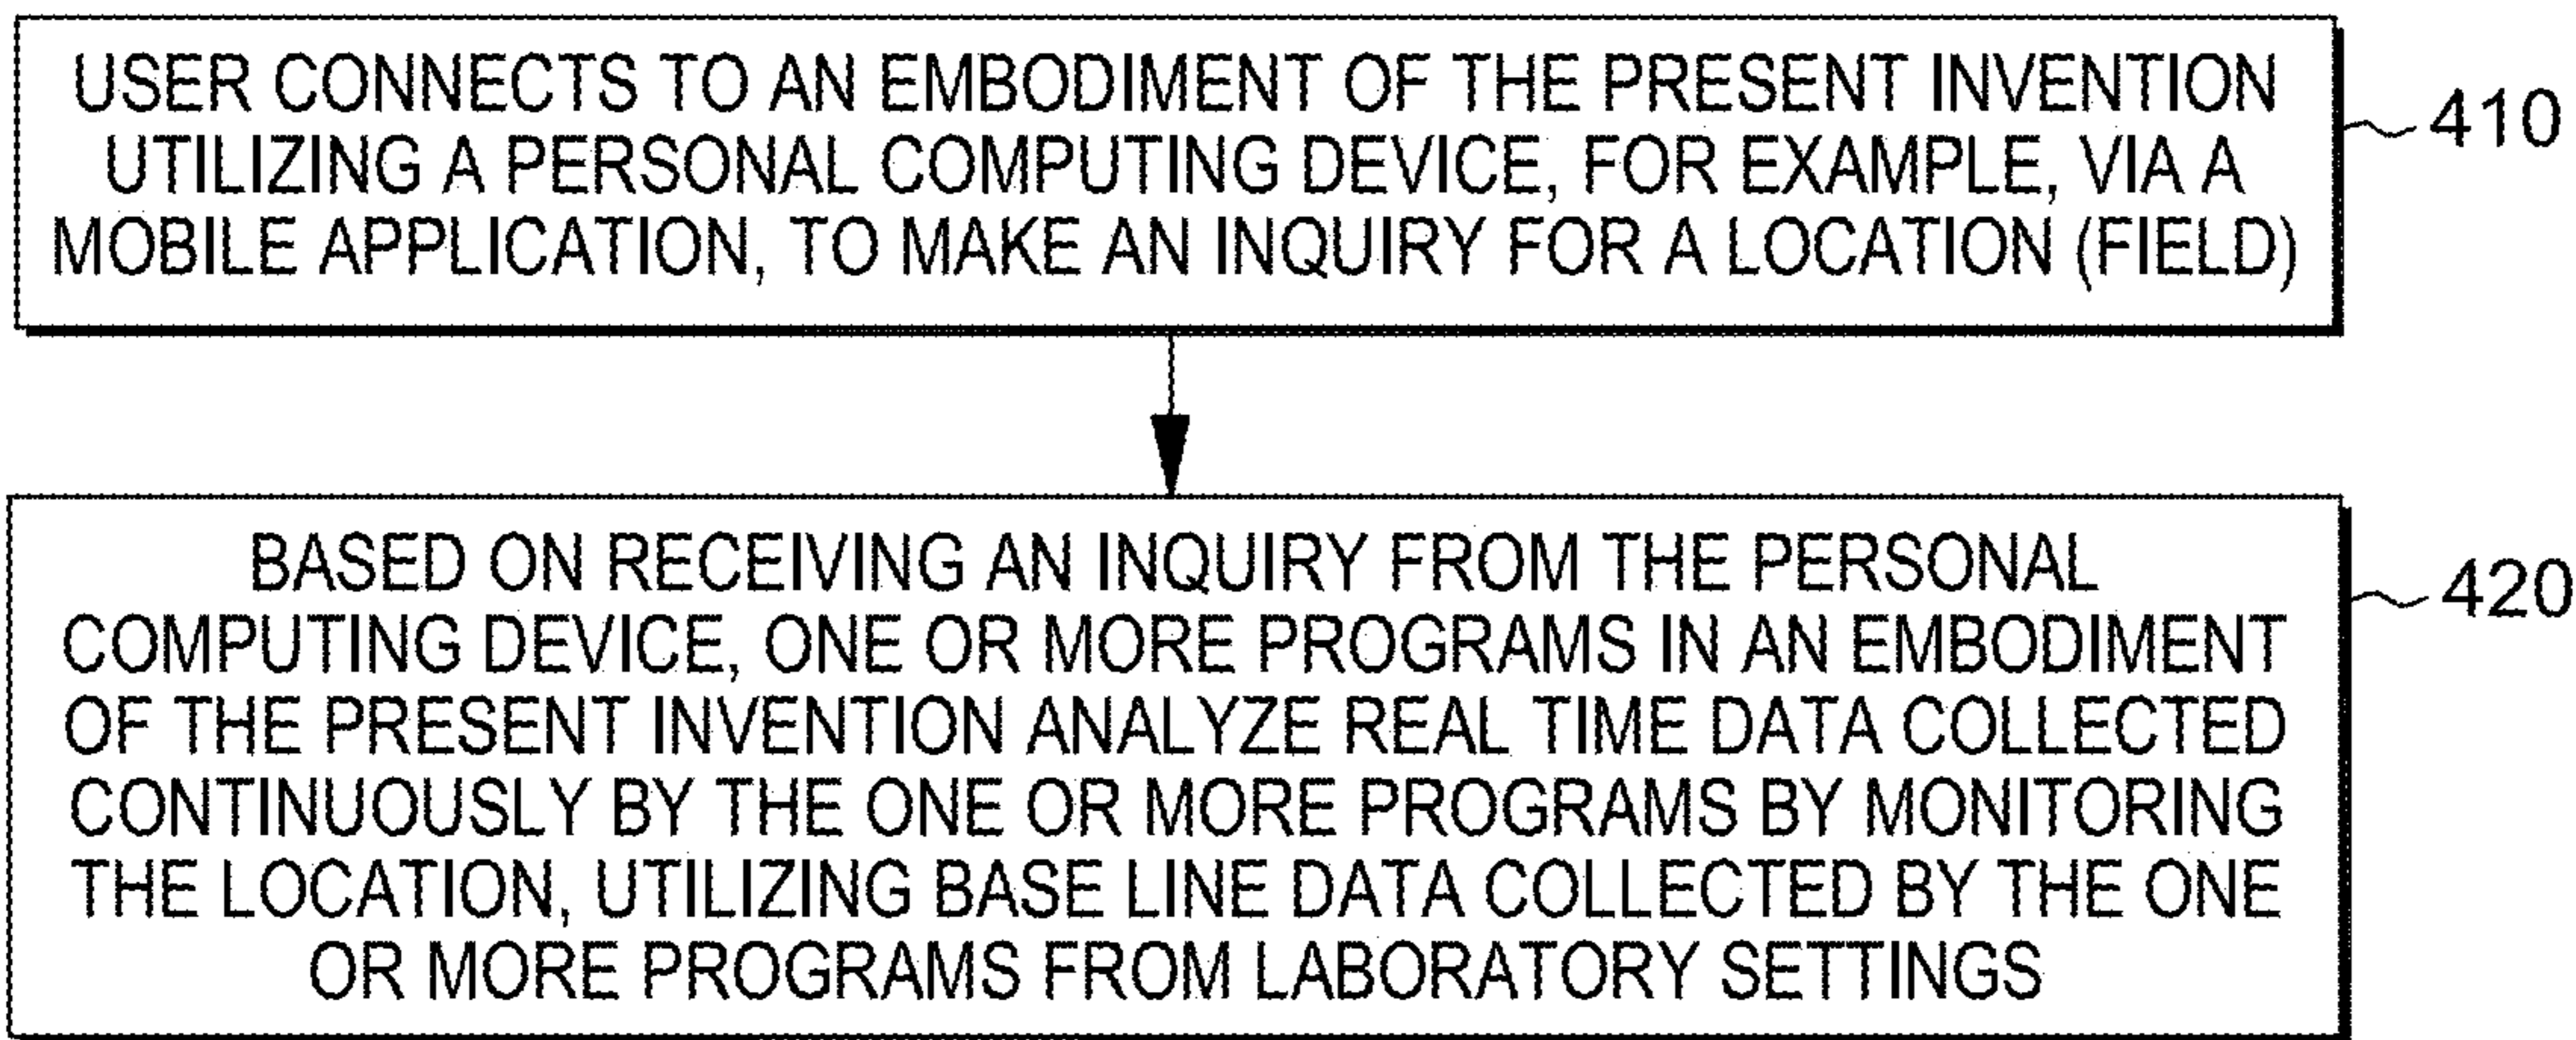 USER CONNECTS TO AN EMBODIMENT OF THE PRESENT INVENTION
UTILIZING A PERSONAL COMPUTING DEVICE, FOR EXAMPLE, VIA A
MOBILE APPLICATION, TO MAKE AN INQUIRY FOR A LOCATION (FIELD)
410
BASED ON RECEIVING AN INQUIRY FROM THE PERSONAL
COMPUTING DEVICE, ONE OR MORE PROGRAMS IN AN EMBODIMENT
OF THE PRESENT INVENTION ANALYZE REAL TIME DATA COLLECTED
CONTINUOUSLY BY THE ONE OR MORE PROGRAMS BY MONITORING
THE LOCATION, UTILIZING BASE LINE DATA COLLECTED BY THE ONE
OR MORE PROGRAMS FROM LABORATORY SETTINGS
420